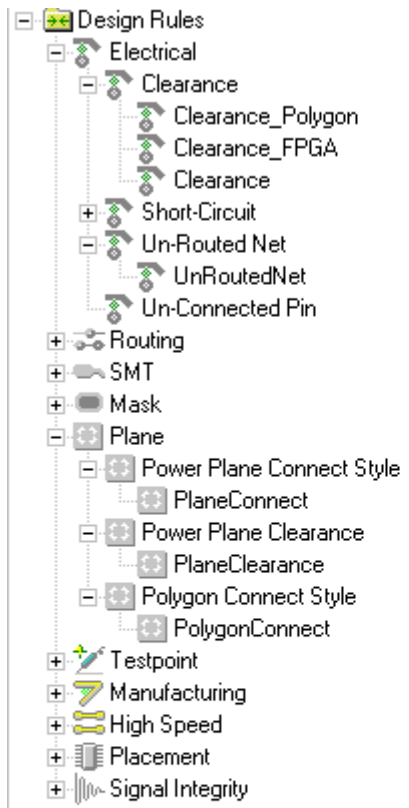 Design Rules
Electrical
Clearance
Clearance_Polygon
Clearance_FPGA
Clearance
Short-Circuit
Un-Routed Net
UnRoutedNet
Un-Connected Pin
Routing
SMT
Mask
Plane
Power Plane Connect Style
PlaneConnect
Power Plane Clearance
PlaneClearance
Polygon Connect Style
PolygonConnect
Testpoint
Manufacturing
High Speed
Placement
Signal Integrity